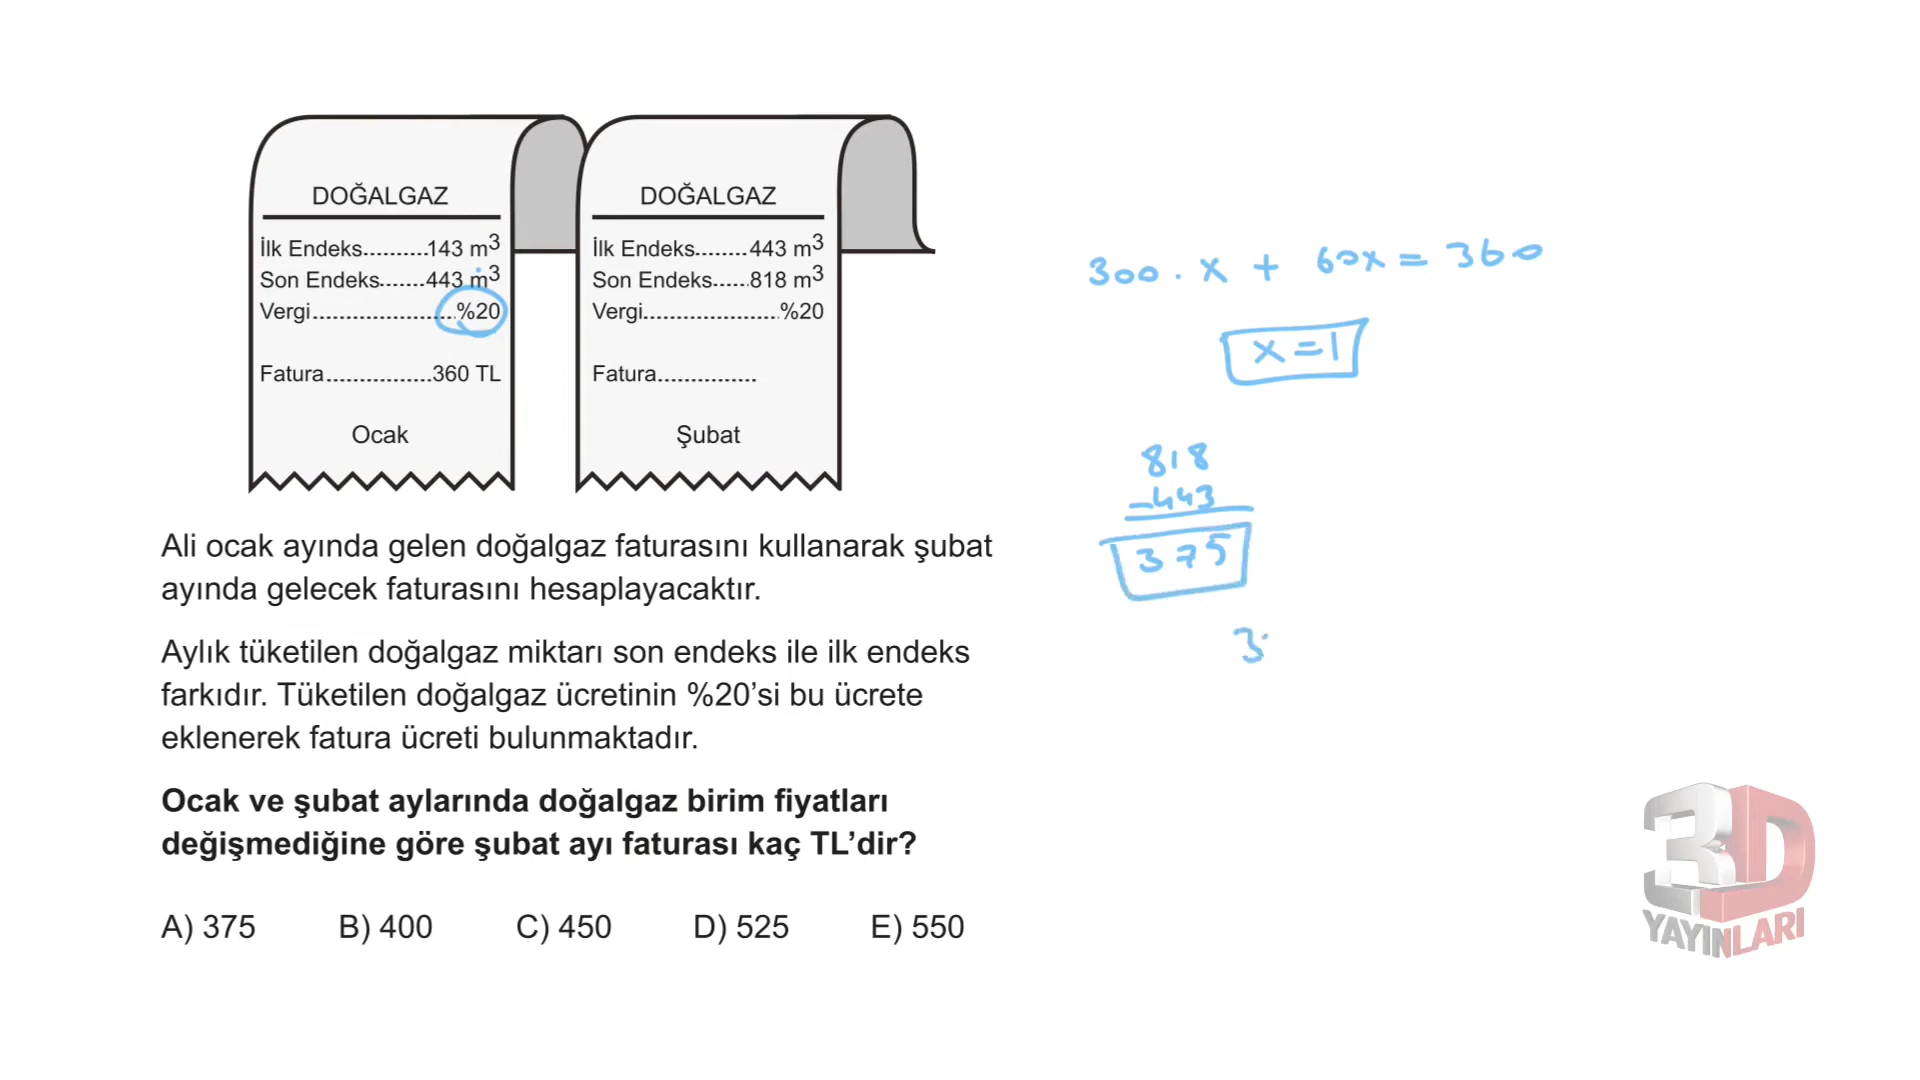 DOĞALGAZ
İlk Endeks..........143 m³
Son Endeks.......443 m³
Vergi......................%20
Fatura................360 TL
Ocak
DOĞALGAZ
İlk Endeks........443 m³
Son Endeks......818 m³
Vergi.....................%20
Fatura...............
Şubat
Ali ocak ayında gelen doğalgaz faturasını kullanarak şubat
ayında gelecek faturasını hesaplayacaktır.
Aylık tüketilen doğalgaz miktarı son endeks ile ilk endeks
farkıdır. Tüketilen doğalgaz ücretinin %20’si bu ücrete
eklenerek fatura ücreti bulunmaktadır.
Ocak ve şubat aylarında doğalgaz birim fiyatları
değişmediğine göre şubat ayı faturası kaç TL’dir?
A) 375 B) 400 C) 450 D) 525 E) 550
300 . x + 60x = 360
x = 1
818
-443
375
3
3D
YAYINLARI